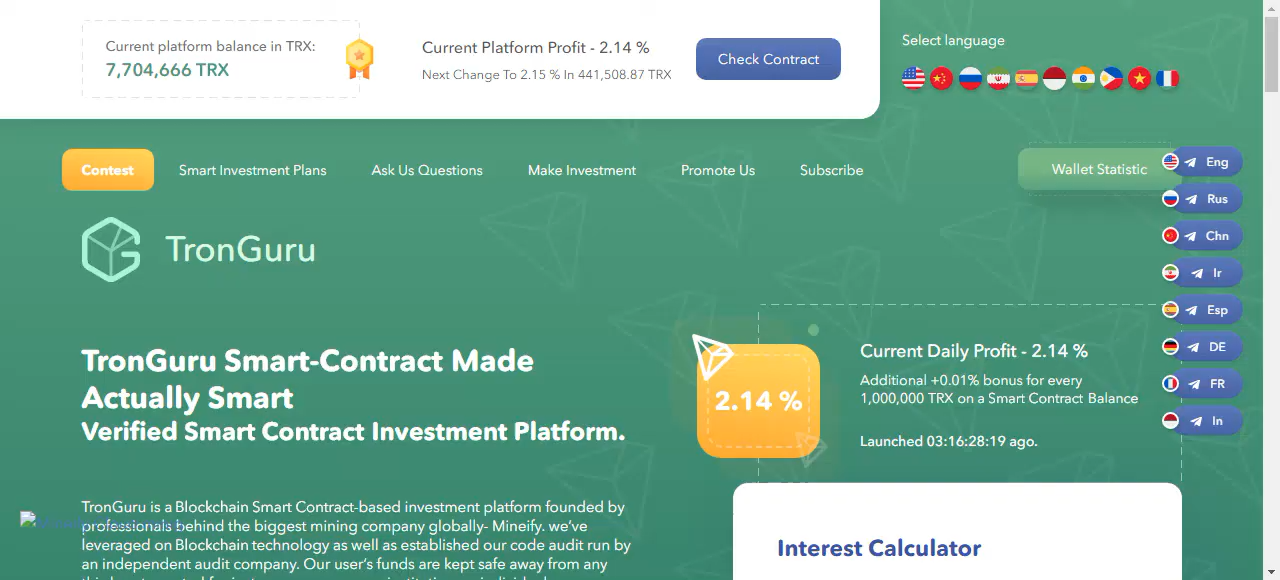 Current platform balance in TRX:
7,704,666 TRX
Current Platform Profit - 2.14 %
Next Change To 2.15 % In 441,508.87 TRX
Check Contract
Select language
Contest
Smart Investment Plans
Ask Us Questions
Make Investment
Promote Us
Subscribe
Wallet Statistic
Eng
Rus
Chn
Ir
Esp
DE
FR
In
TronGuru
TronGuru Smart-Contract Made
Actually Smart
Verified Smart Contract Investment Platform.
2.14 %
Current Daily Profit - 2.14 %
Additional +0.01% bonus for every
1,000,000 TRX on a Smart Contract Balance
Launched 03:16:28:19 ago.
TronGuru is a Blockchain Smart Contract-based investment platform founded by
professionals behind the biggest mining company globally- Mineify. we've
leveraged on Blockchain technology as well as established our code audit run by
an independent audit company. Our user's funds are kept safe away from any
Interest Calculator